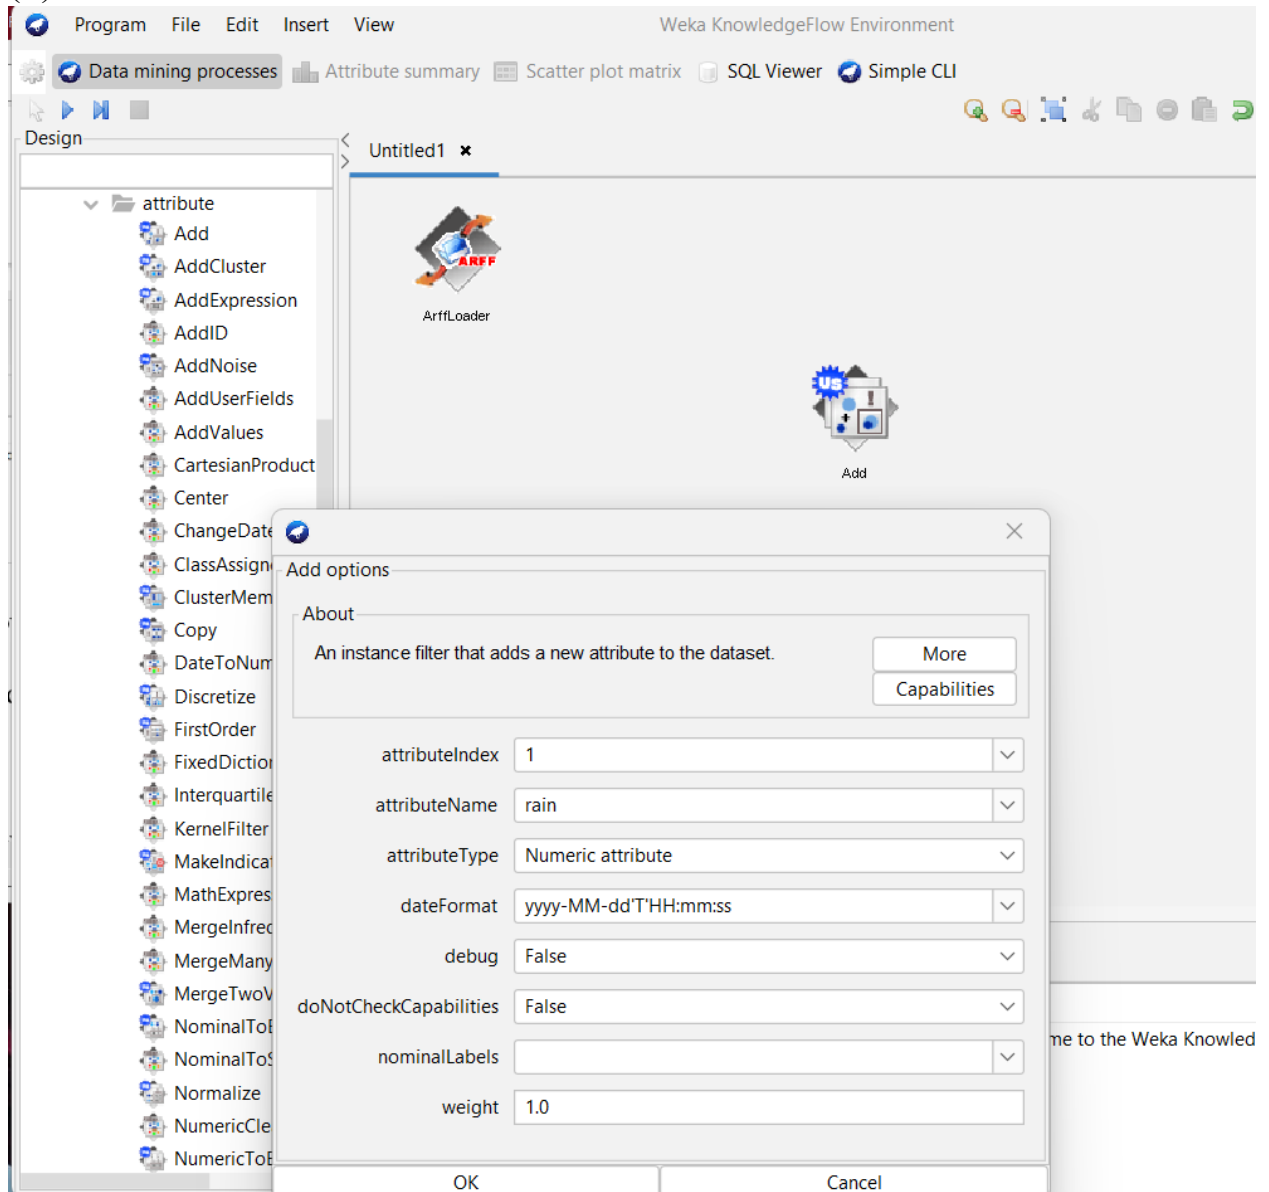 Program File Edit Insert View Weka KnowledgeFlow Environment
Data mining processes Attribute summary Scatter plot matrix SQL Viewer Simple CLI
Design
Untitled1
attribute
Add
AddCluster
AddExpression
AddID
AddNoise
AddUserFields
AddValues
CartesianProduct
Center
ChangeDate
ClassAssign
ClusterMem
Copy
DateToNum
Discretize
FirstOrder
FixedDiction
Interquartile
KernelFilter
MakeIndica
MathExpres
MergeInfreq
MergeMany
MergeTwoV
NominalTo
NominalToS
Normalize
NumericCle
NumericTo
ARFF
ArffLoader
Us
Add
Add options
About
An instance filter that adds a new attribute to the dataset.
More
Capabilities
attributeIndex 1
attributeName rain
attributeType Numeric attribute
dateFormat yyyy-MM-dd'T'HH:mm:ss
debug False
doNotCheckCapabilities False
nominalLabels
weight 1.0
OK Cancel
me to the Weka Knowled